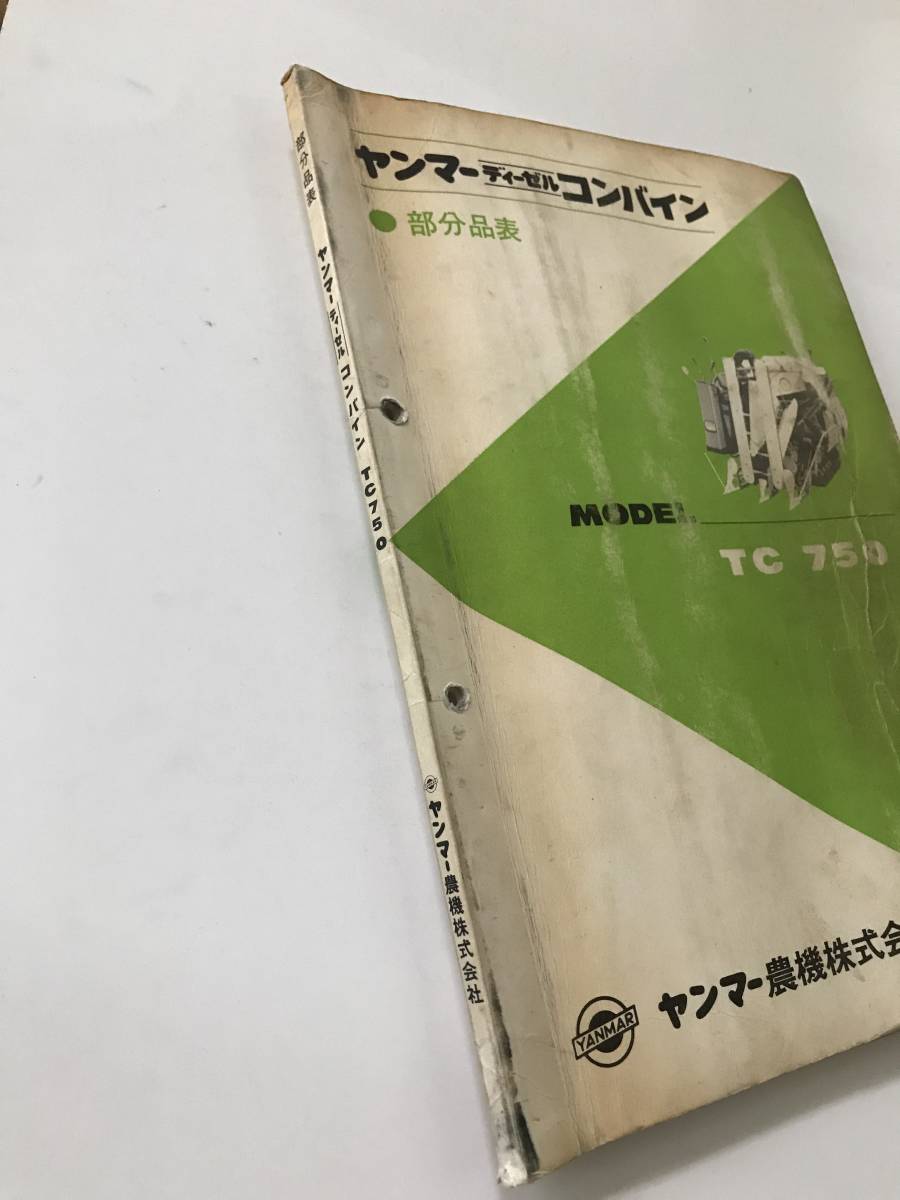 ヤンマーディーゼルコンバイン
● 部分品表
MODEL
TC 750
YANMAR ヤンマー農機株式会
部分品表 ヤンマーディーゼルコンバイン TC750 ヤンマー農機株式会社